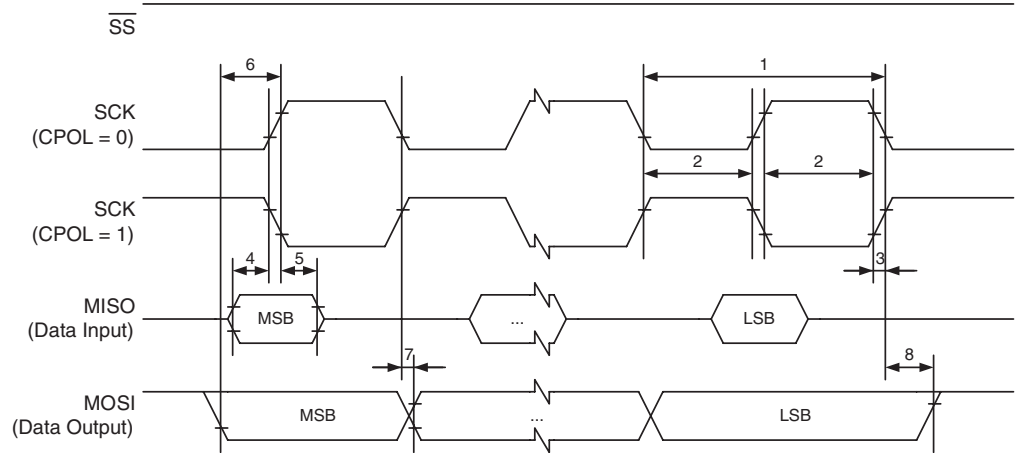 SS
6
1
SCK
(CPOL = 0)
2
2
SCK
(CPOL = 1)
4
5
3
MISO
(Data Input)
MSB
...
LSB
7
8
MOSI
(Data Output)
MSB
...
LSB